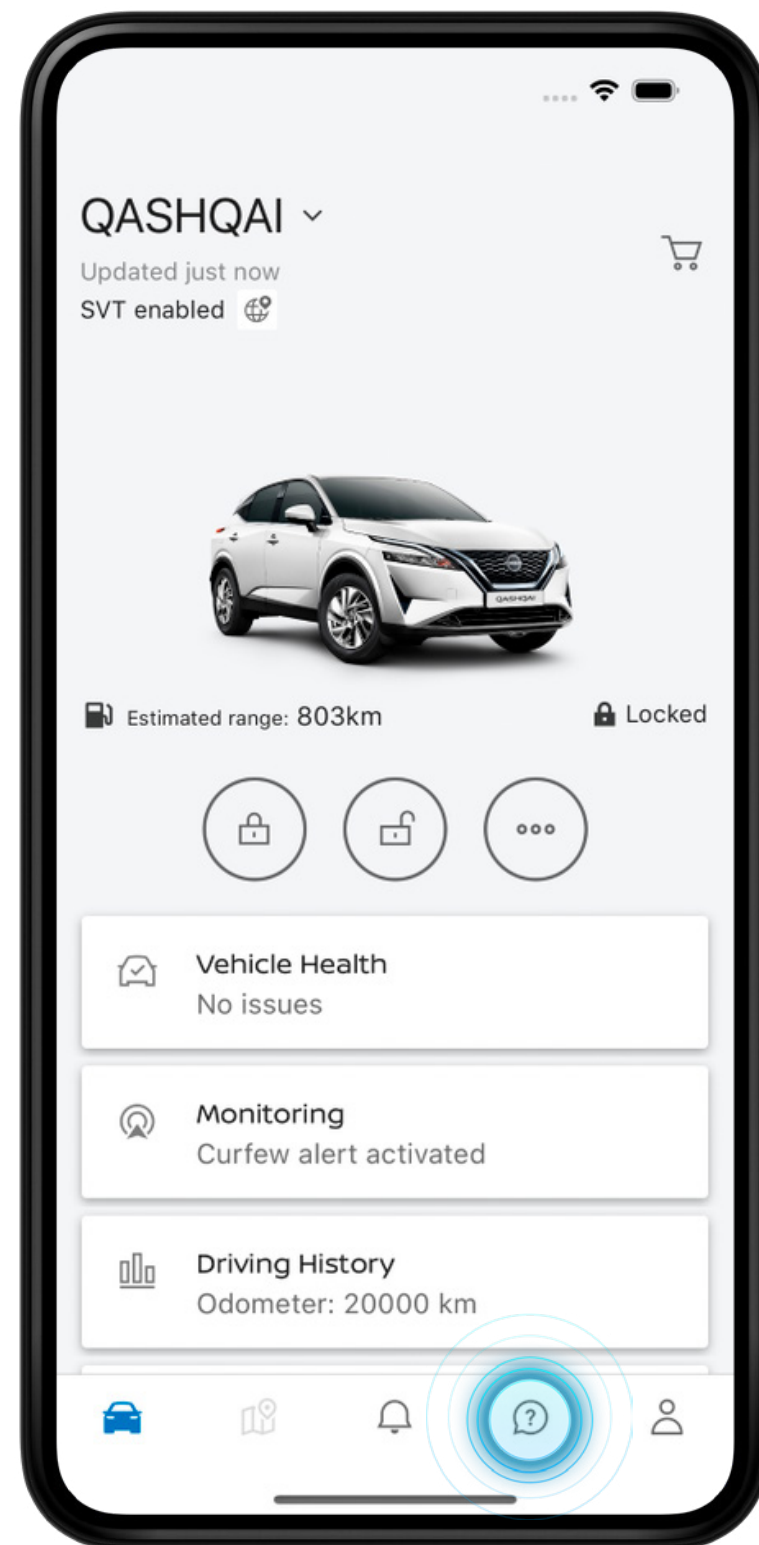 QASHQAI
Updated just now
SVT enabled
QASHQAI
Estimated range: 803km
Locked
Vehicle Health
No issues
Monitoring
Curfew alert activated
Driving History
Odometer: 20000 km
?